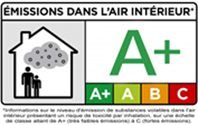 ÉMISSIONS DANS L'AIR INTÉRIEUR*
A+
A+ A B C
*Informations sur le niveau d'émission de substances volatiles dans l'air
intérieur présentant un risque de toxicité par inhalation, sur une échelle
de classe allant de A+ (très faibles émissions) à C (fortes émissions).